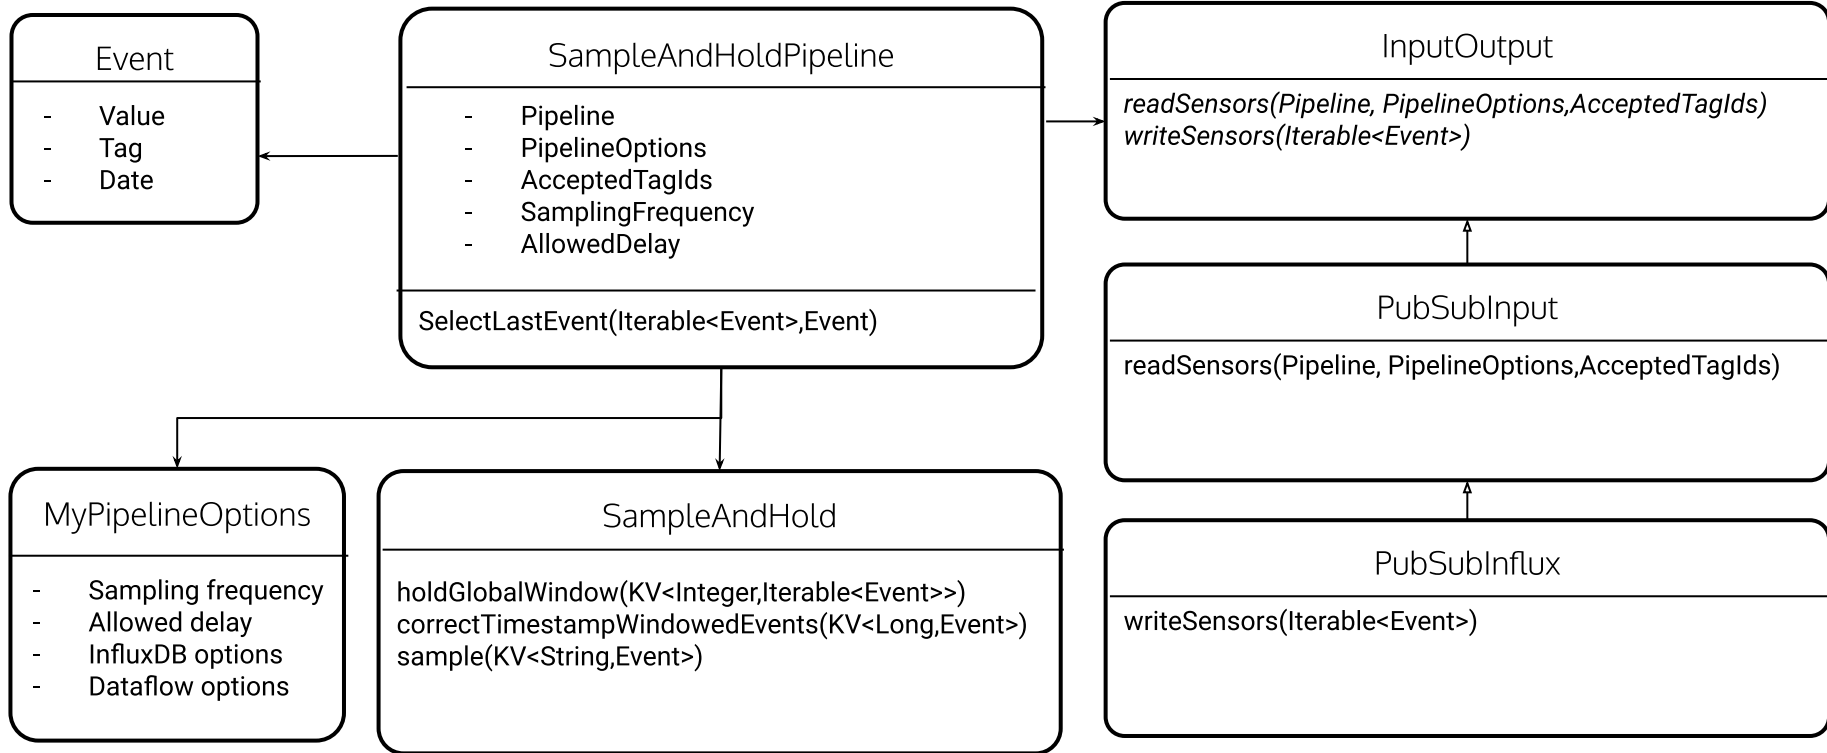 Event
- Value
- Tag
- Date
SampleAndHoldPipeline
- Pipeline
- PipelineOptions
- AcceptedTagIds
- SamplingFrequency
- AllowedDelay
SelectLastEvent(Iterable<Event>,Event)
InputOutput
readSensors(Pipeline, PipelineOptions,AcceptedTagIds)
writeSensors(Iterable<Event>)
PubSubInput
readSensors(Pipeline, PipelineOptions,AcceptedTagIds)
MyPipelineOptions
- Sampling frequency
- Allowed delay
- InfluxDB options
- Dataflow options
SampleAndHold
holdGlobalWindow(KV<Integer,Iterable<Event>>)
correctTimestampWindowedEvents(KV<Long,Event>)
sample(KV<String,Event>)
PubSubInflux
writeSensors(Iterable<Event>)